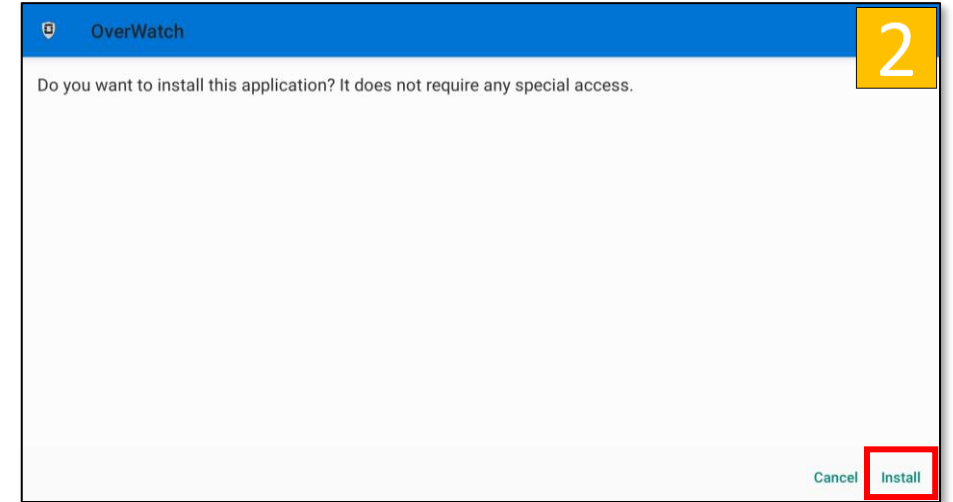 OverWatch
2
Do you want to install this application? It does not require any special access.
Cancel Install